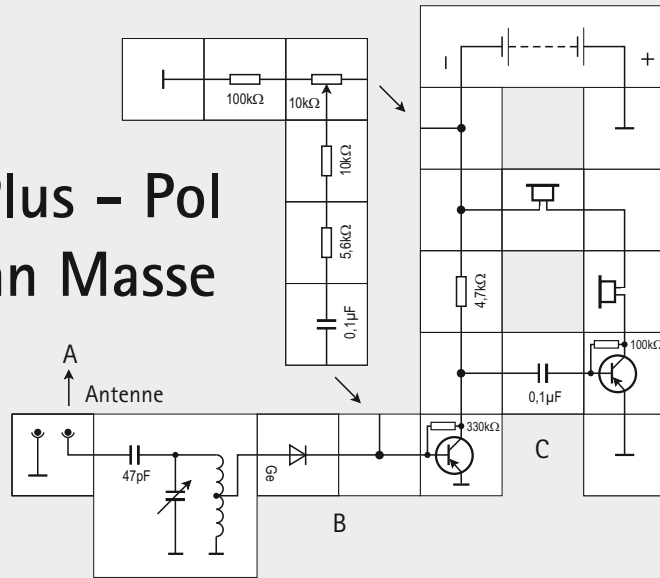 – +
100kΩ 10kΩ
10kΩ
Plus – Pol
5,6kΩ
an Masse
4,7kΩ
0,1µF
100kΩ
A
Antenne
0,1µF
330kΩ
C
47pF
Ge
B